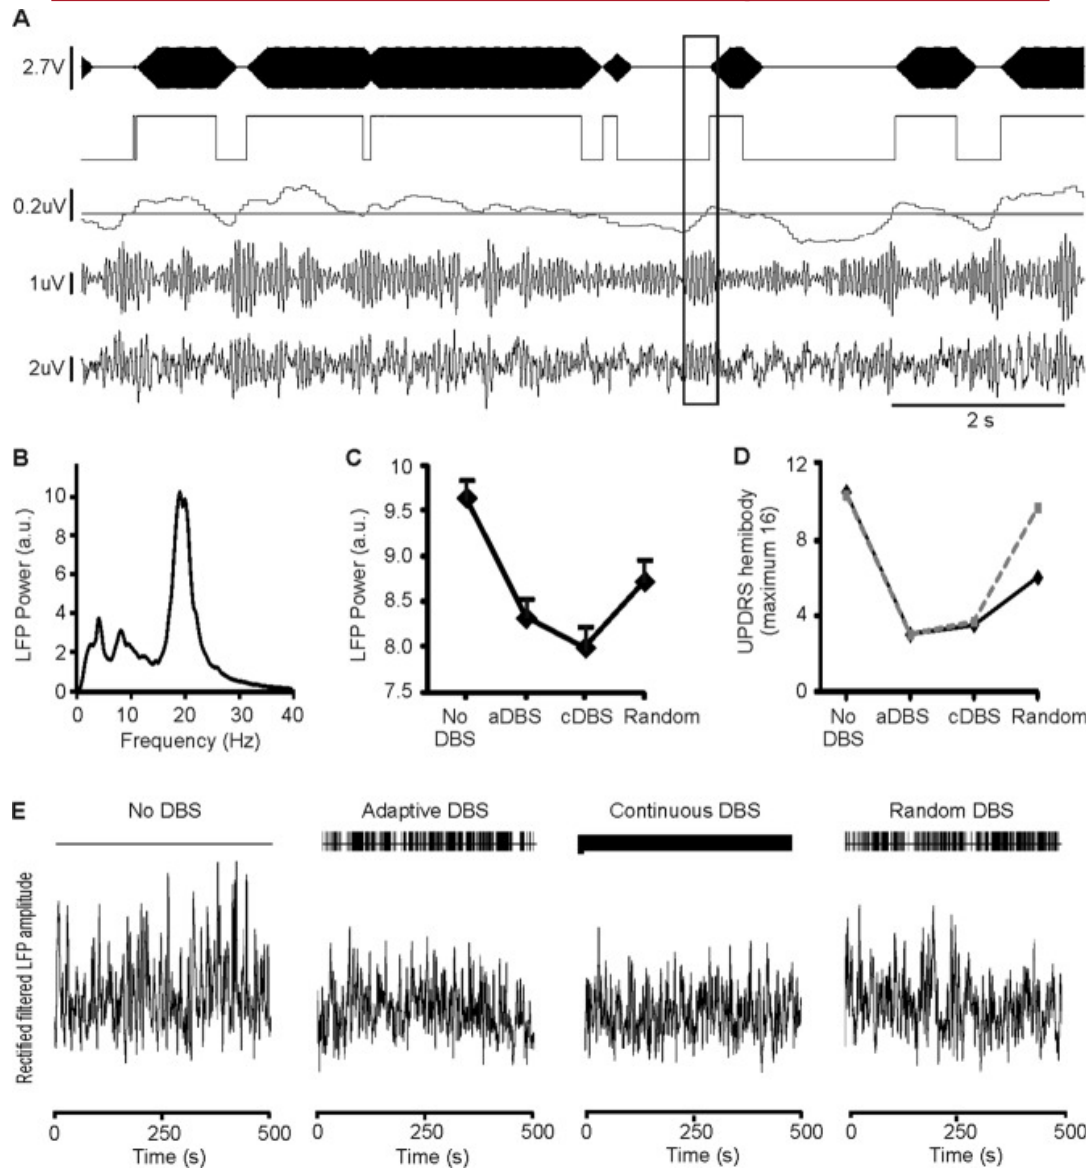 A
2.7V
0.2uV
1uV
2uV
2 s
B
LFP Power (a.u.)
10
8
6
4
2
0
0 10 20 30 40
Frequency (Hz)
C
LFP Power (a.u.)
10
9.5
9.0
8.5
8.0
7.5
No DBS
aDBS
cDBS
Random
D
UPDRS hemibody
(maximum 16)
12
8
4
0
No DBS
aDBS
cDBS
Random
E
Rectified filtered LFP amplitude
No DBS
0 250 500
Time (s)
Adaptive DBS
0 250 500
Time (s)
Continuous DBS
0 250 500
Time (s)
Random DBS
0 250 500
Time (s)